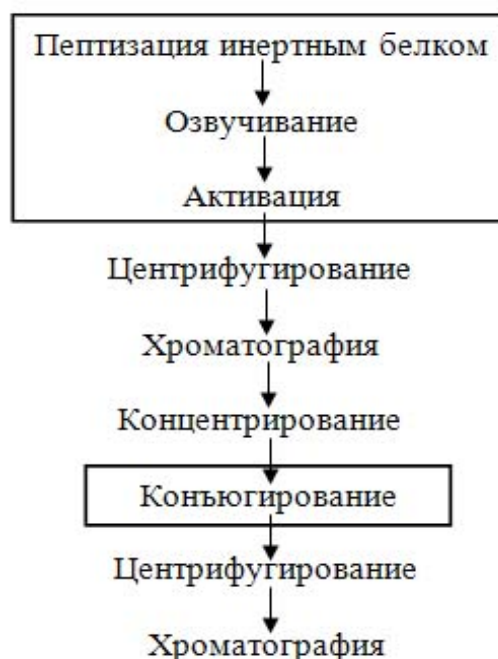 Пептизация инертным белком
Озвучивание
Активация
Центрифугирование
Хроматография
Концентрирование
Конъюгирование
Центрифугирование
Хроматография